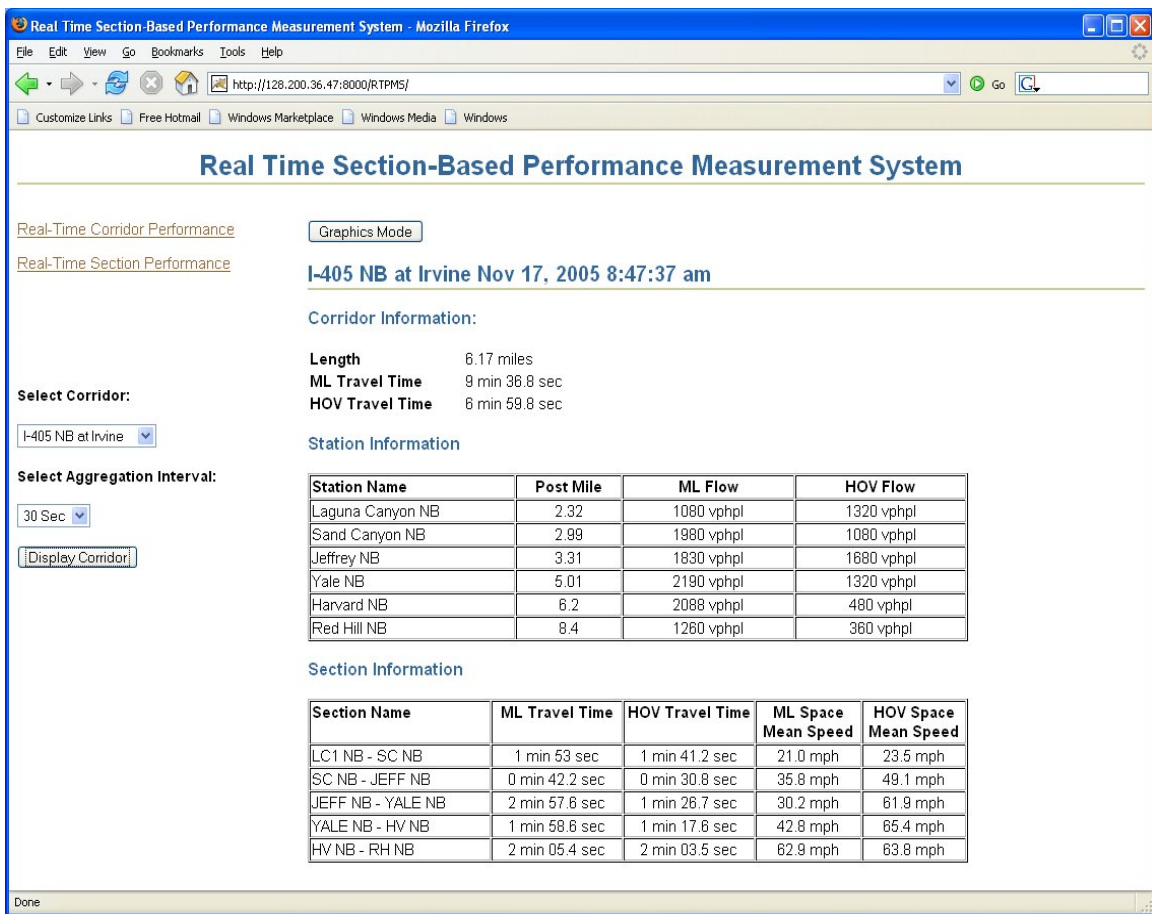 Real Time Section-Based Performance Measurement System - Mozilla Firefox
File Edit View Go Bookmarks Tools Help
http://128.200.36.47:8000/RTPMS/ Go G
Customize Links Free Hotmail Windows Marketplace Windows Media Windows
Real Time Section-Based Performance Measurement System
Real-Time Corridor Performance
Real-Time Section Performance
Select Corridor:
I-405 NB at Irvine
Select Aggregation Interval:
30 Sec
Display Corridor
Graphics Mode
I-405 NB at Irvine Nov 17, 2005 8:47:37 am
Corridor Information:
Length 6.17 miles
ML Travel Time 9 min 36.8 sec
HOV Travel Time 6 min 59.8 sec
Station Information
Station Name Post Mile ML Flow HOV Flow
Laguna Canyon NB 2.32 1080 vphpl 1320 vphpl
Sand Canyon NB 2.99 1980 vphpl 1080 vphpl
Jeffrey NB 3.31 1830 vphpl 1680 vphpl
Yale NB 5.01 2190 vphpl 1320 vphpl
Harvard NB 6.2 2088 vphpl 480 vphpl
Red Hill NB 8.4 1260 vphpl 360 vphpl
Section Information
Section Name ML Travel Time HOV Travel Time ML Space Mean Speed HOV Space Mean Speed
LC1 NB - SC NB 1 min 53 sec 1 min 41.2 sec 21.0 mph 23.5 mph
SC NB - JEFF NB 0 min 42.2 sec 0 min 30.8 sec 35.8 mph 49.1 mph
JEFF NB - YALE NB 2 min 57.6 sec 1 min 26.7 sec 30.2 mph 61.9 mph
YALE NB - HV NB 1 min 58.6 sec 1 min 17.6 sec 42.8 mph 65.4 mph
HV NB - RH NB 2 min 05.4 sec 2 min 03.5 sec 62.9 mph 63.8 mph
Done